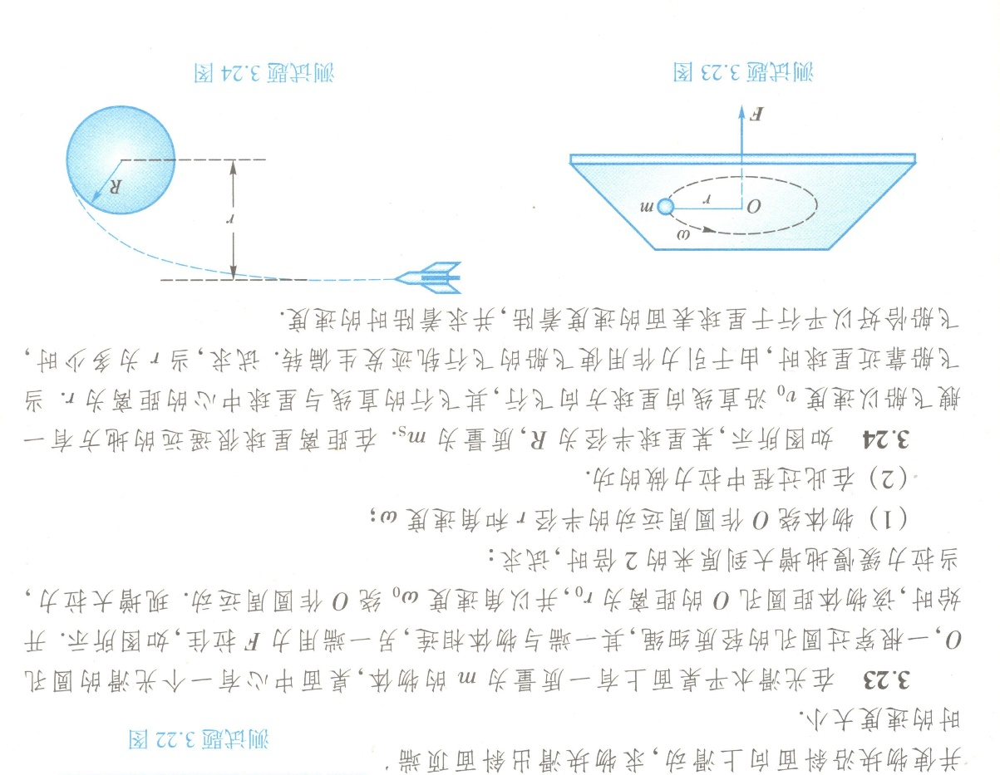 并使物块沿斜面向上滑动,求物块滑出斜面顶端
时的速度大小.
测试题 3.22 图
3.23 在光滑水平桌面上有一质量为 m 的物体,桌面中心有一个光滑的圆孔
O,一根穿过圆孔的轻质细绳,其一端与物体相连,另一端用力 F 拉住,如图所示. 开
始时,该物体距圆孔 O 的距离为 r₀,并以角速度 ω₀ 绕 O 作圆周运动. 现增大拉力,
当拉力缓慢地增大到原来的 2 倍时,试求:
(1) 物体绕 O 作圆周运动的半径 r 和角速度 ω;
(2) 在此过程中拉力做的功.
3.24 如图所示,某星球半径为 R,质量为 mS. 在距离星球很遥远的地方有一
艘飞船以速度 v₀ 沿直线向星球方向飞行,其飞行的直线与星球中心的距离为 r. 当
飞船靠近星球时,由于引力作用使飞船的飞行轨迹发生偏转. 试求,当 r 为多少时,
飞船恰好以平行于星球表面的速度着陆,并求着陆时的速度.
r
R
测试题 3.24 图
ω
m
r
O
F
测试题 3.23 图